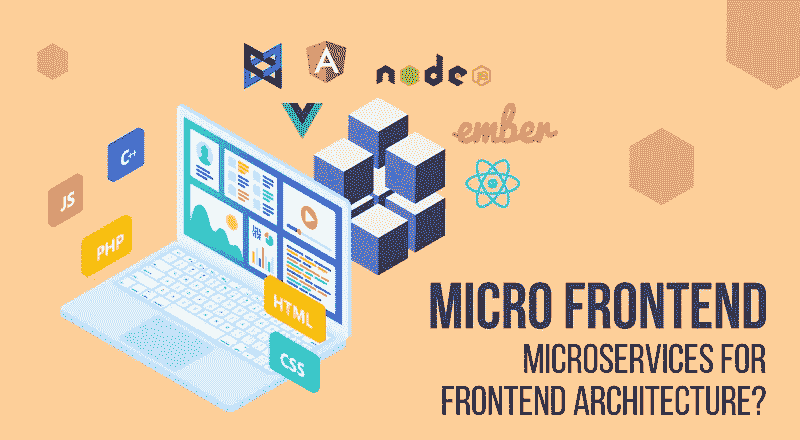 node
ember
C++
JS
PHP
HTML
CSS
MICRO FRONTEND
MICROSERVICES FOR
FRONTEND ARCHITECTURE?